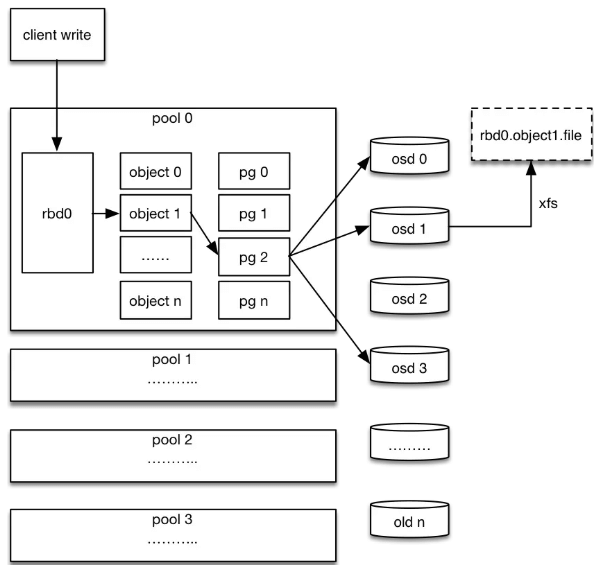 client write
pool 0
rbd0
object 0
object 1
......
object n
pg 0
pg 1
pg 2
pg n
osd 0
osd 1
osd 2
osd 3
.........
old n
rbd0.object1.file
xfs
pool 1
...........
pool 2
...........
pool 3
...........